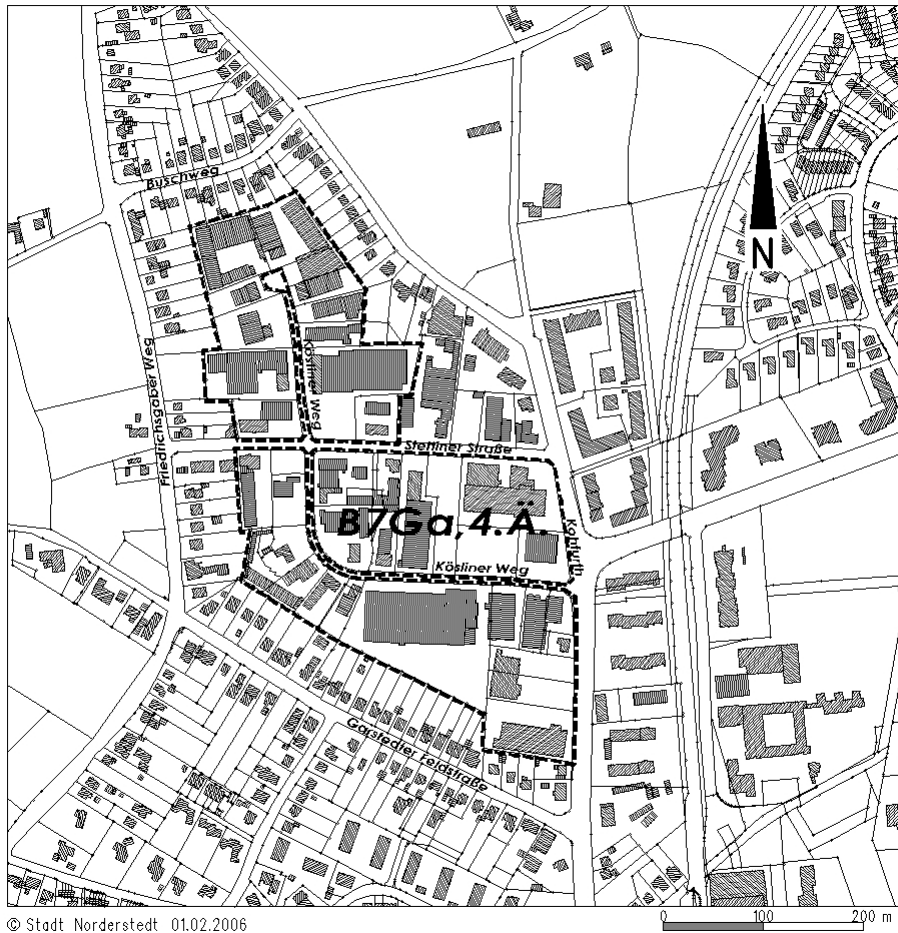 Buschweg
N
Friedrichsgaber Weg
Kösliner Weg
Stettiner Straße
B7Ga, 4.Ä.
Kohfurth
Kösliner Weg
Garstedter Feldstraße
© Stadt Norderstedt 01.02.2006
0 100 200 m